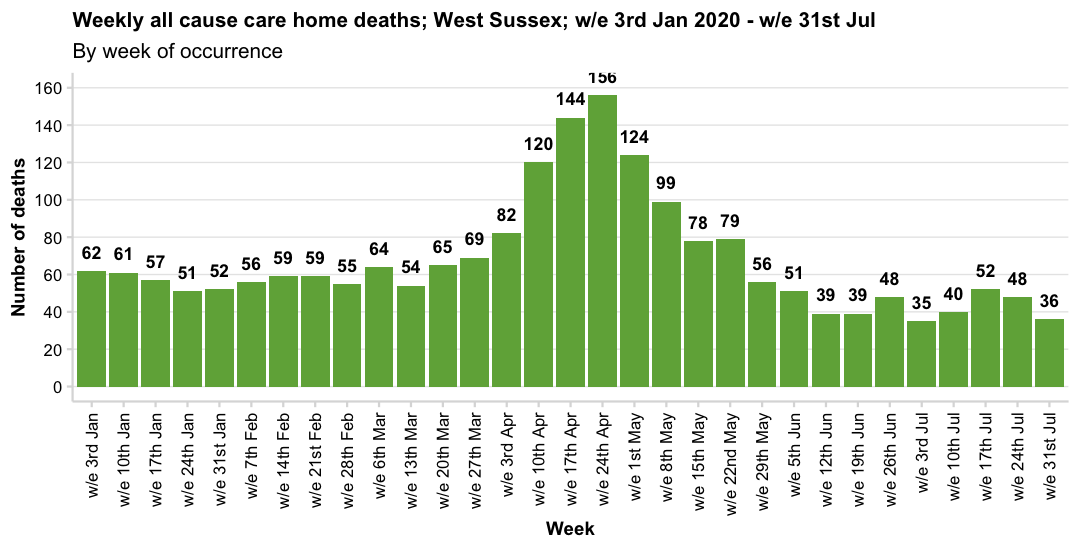 Weekly all cause care home deaths; West Sussex; w/e 3rd Jan 2020 - w/e 31st Jul
By week of occurrence
Number of deaths
160
140
120
100
80
60
40
20
0
62
61
57
51
52
56
59
59
55
64
54
65
69
82
120
144
156
124
99
78
79
56
51
39
39
48
35
40
52
48
36
w/e 3rd Jan
w/e 10th Jan
w/e 17th Jan
w/e 24th Jan
w/e 31st Jan
w/e 7th Feb
w/e 14th Feb
w/e 21st Feb
w/e 28th Feb
w/e 6th Mar
w/e 13th Mar
w/e 20th Mar
w/e 27th Mar
w/e 3rd Apr
w/e 10th Apr
w/e 17th Apr
w/e 24th Apr
w/e 1st May
w/e 8th May
w/e 15th May
w/e 22nd May
w/e 29th May
w/e 5th Jun
w/e 12th Jun
w/e 19th Jun
w/e 26th Jun
w/e 3rd Jul
w/e 10th Jul
w/e 17th Jul
w/e 24th Jul
w/e 31st Jul
Week